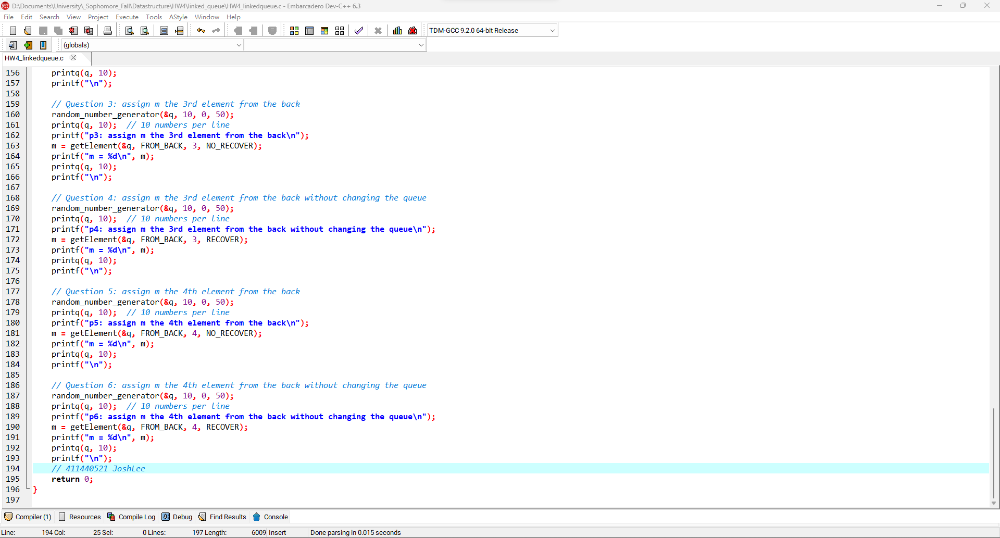 D:\Documents\University\_Sophomore_Fall\Datastructure\HW4\linked_queue\HW4_linkedqueue.c - Embarcadero Dev-C++ 6.3
File Edit Search View Project Execute Tools AStyle Window Help
TDM-GCC 9.2.0 64-bit Release
(globals)
HW4_linkedqueue.c
156 printq(q, 10);
157 printf("\n");
158
159 // Question 3: assign m the 3rd element from the back
160 random_number_generator(&q, 10, 0, 50);
161 printq(q, 10); // 10 numbers per line
162 printf("p3: assign m the 3rd element from the back\n");
163 m = getElement(&q, FROM_BACK, 3, NO_RECOVER);
164 printf("m = %d\n", m);
165 printq(q, 10);
166 printf("\n");
167
168 // Question 4: assign m the 3rd element from the back without changing the queue
169 random_number_generator(&q, 10, 0, 50);
170 printq(q, 10); // 10 numbers per line
171 printf("p4: assign m the 3rd element from the back without changing the queue\n");
172 m = getElement(&q, FROM_BACK, 3, RECOVER);
173 printf("m = %d\n", m);
174 printq(q, 10);
175 printf("\n");
176
177 // Question 5: assign m the 4th element from the back
178 random_number_generator(&q, 10, 0, 50);
179 printq(q, 10); // 10 numbers per line
180 printf("p5: assign m the 4th element from the back\n");
181 m = getElement(&q, FROM_BACK, 4, NO_RECOVER);
182 printf("m = %d\n", m);
183 printq(q, 10);
184 printf("\n");
185
186 // Question 6: assign m the 4th element from the back without changing the queue
187 random_number_generator(&q, 10, 0, 50);
188 printq(q, 10); // 10 numbers per line
189 printf("p6: assign m the 4th element from the back without changing the queue\n");
190 m = getElement(&q, FROM_BACK, 4, RECOVER);
191 printf("m = %d\n", m);
192 printq(q, 10);
193 printf("\n");
194 // 411440521 JoshLee
195 return 0;
196 }
197
Compiler (1) Resources Compile Log Debug Find Results Console
Line: 194 Col: 25 Sel: 0 Lines: 197 Length: 6009 Insert Done parsing in 0.015 seconds